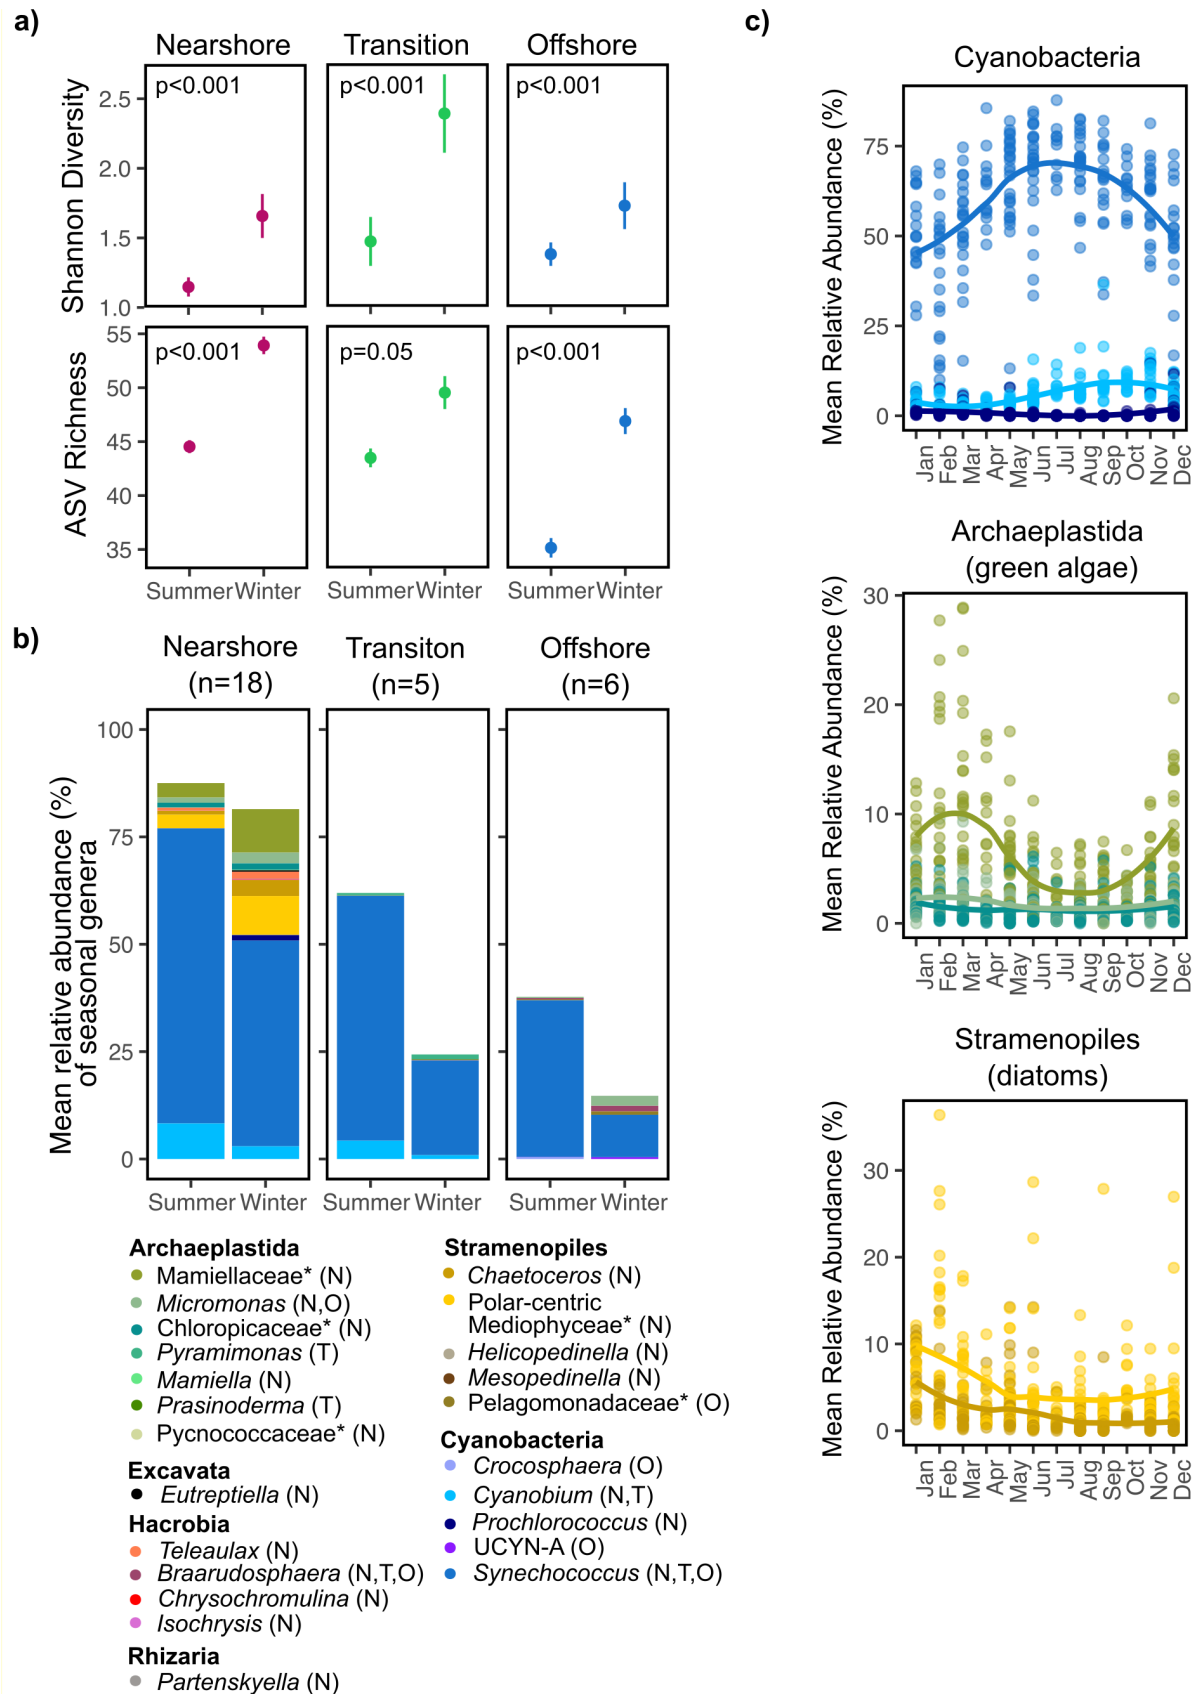 a)
Nearshore
Transition
Offshore
Shannon Diversity
2.5
2.0
1.5
1.0
p<0.001
p<0.001
p<0.001
ASV Richness
55
50
45
40
35
p<0.001
p=0.05
p<0.001
Summer Winter
Summer Winter
Summer Winter
b)
Nearshore
(n=18)
Transiton
(n=5)
Offshore
(n=6)
Mean relative abundance (%)
of seasonal genera
100
75
50
25
0
Summer Winter
Summer Winter
Summer Winter
Archaeplastida
Mamiellaceae* (N)
Micromonas (N,O)
Chloropicaceae* (N)
Pyramimonas (T)
Mamiella (N)
Prasinoderma (T)
Pycnococcaceae* (N)
Excavata
Eutreptiella (N)
Hacrobia
Teleaulax (N)
Braarudosphaera (N,T,O)
Chrysochromulina (N)
Isochrysis (N)
Rhizaria
Partenskyella (N)
Stramenopiles
Chaetoceros (N)
Polar-centric
Mediophyceae* (N)
Helicopedinella (N)
Mesopedinella (N)
Pelagomonadaceae* (O)
Cyanobacteria
Crocosphaera (O)
Cyanobium (N,T)
Prochlorococcus (N)
UCYN-A (O)
Synechococcus (N,T,O)
c)
Cyanobacteria
Mean Relative Abundance (%)
75
50
25
0
Jan Feb Mar Apr May Jun Jul Aug Sep Oct Nov Dec
Archaeplastida
(green algae)
Mean Relative Abundance (%)
30
20
10
0
Jan Feb Mar Apr May Jun Jul Aug Sep Oct Nov Dec
Stramenopiles
(diatoms)
Mean Relative Abundance (%)
30
20
10
0
Jan Feb Mar Apr May Jun Jul Aug Sep Oct Nov Dec